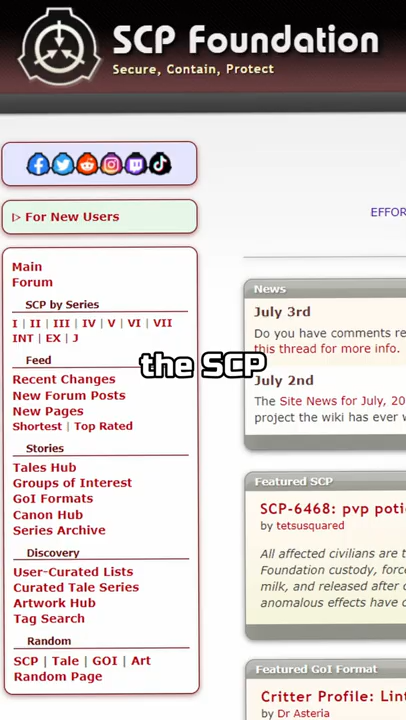 SCP Foundation
Secure, Contain, Protect
For New Users
EFFOR
Main
Forum
SCP by Series
I | II | III | IV | V | VI | VII
INT | EX | J
Feed
Recent Changes
New Forum Posts
New Pages
Shortest | Top Rated
Stories
Tales Hub
Groups of Interest
GoI Formats
Canon Hub
Series Archive
Discovery
User-Curated Lists
Curated Tale Series
Artwork Hub
Tag Search
Random
SCP | Tale | GOI | Art
Random Page
the SCP
News
July 3rd
Do you have comments re
this thread for more info.
July 2nd
The Site News for July, 20
project the wiki has ever w
Featured SCP
SCP-6468: pvp poti
by tetsusquared
All affected civilians are t
Foundation custody, forc
milk, and released after
anomalous effects have c
Featured GoI Format
Critter Profile: Lint
by Dr Asteria